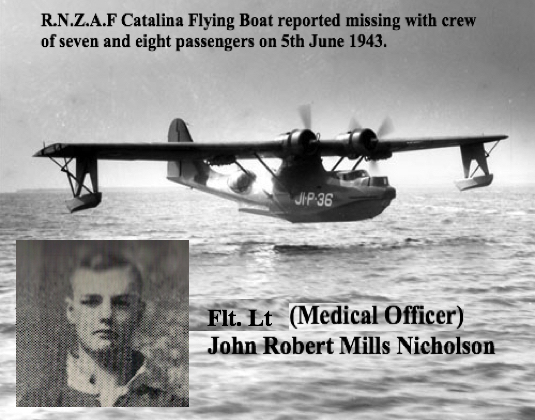 R.N.Z.A.F Catalina Flying Boat reported missing with crew
of seven and eight passengers on 5th June 1943.
JI-P-36
Flt. Lt (Medical Officer)
John Robert Mills Nicholson